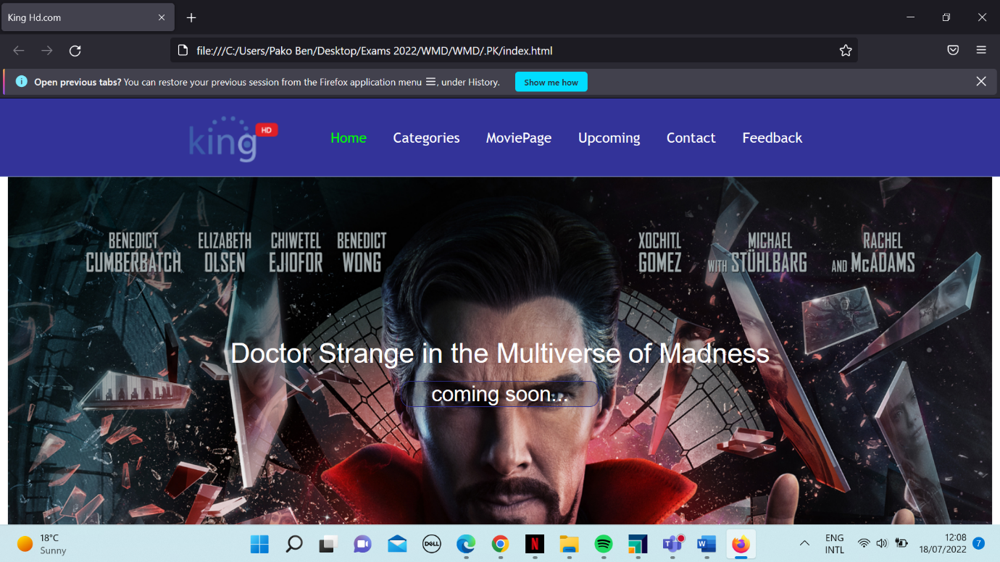 King Hd.com
file:///C:/Users/Pako Ben/Desktop/Exams 2022/WMD/WMD/.PK/index.html
Open previous tabs? You can restore your previous session from the Firefox application menu ☰, under History. Show me how
king HD Home Categories MoviePage Upcoming Contact Feedback
BENEDICT ELIZABETH CHIWETEL BENEDICT XOCHITL MICHAEL RACHEL
CUMBERBATCH OLSEN EJIOFOR WONG GOMEZ WITH STÜHLBARG AND McADAMS
Doctor Strange in the Multiverse of Madness
coming soon...
18°C
Sunny
DELL
N
T
W
ENG
INTL
12:08
18/07/2022
7